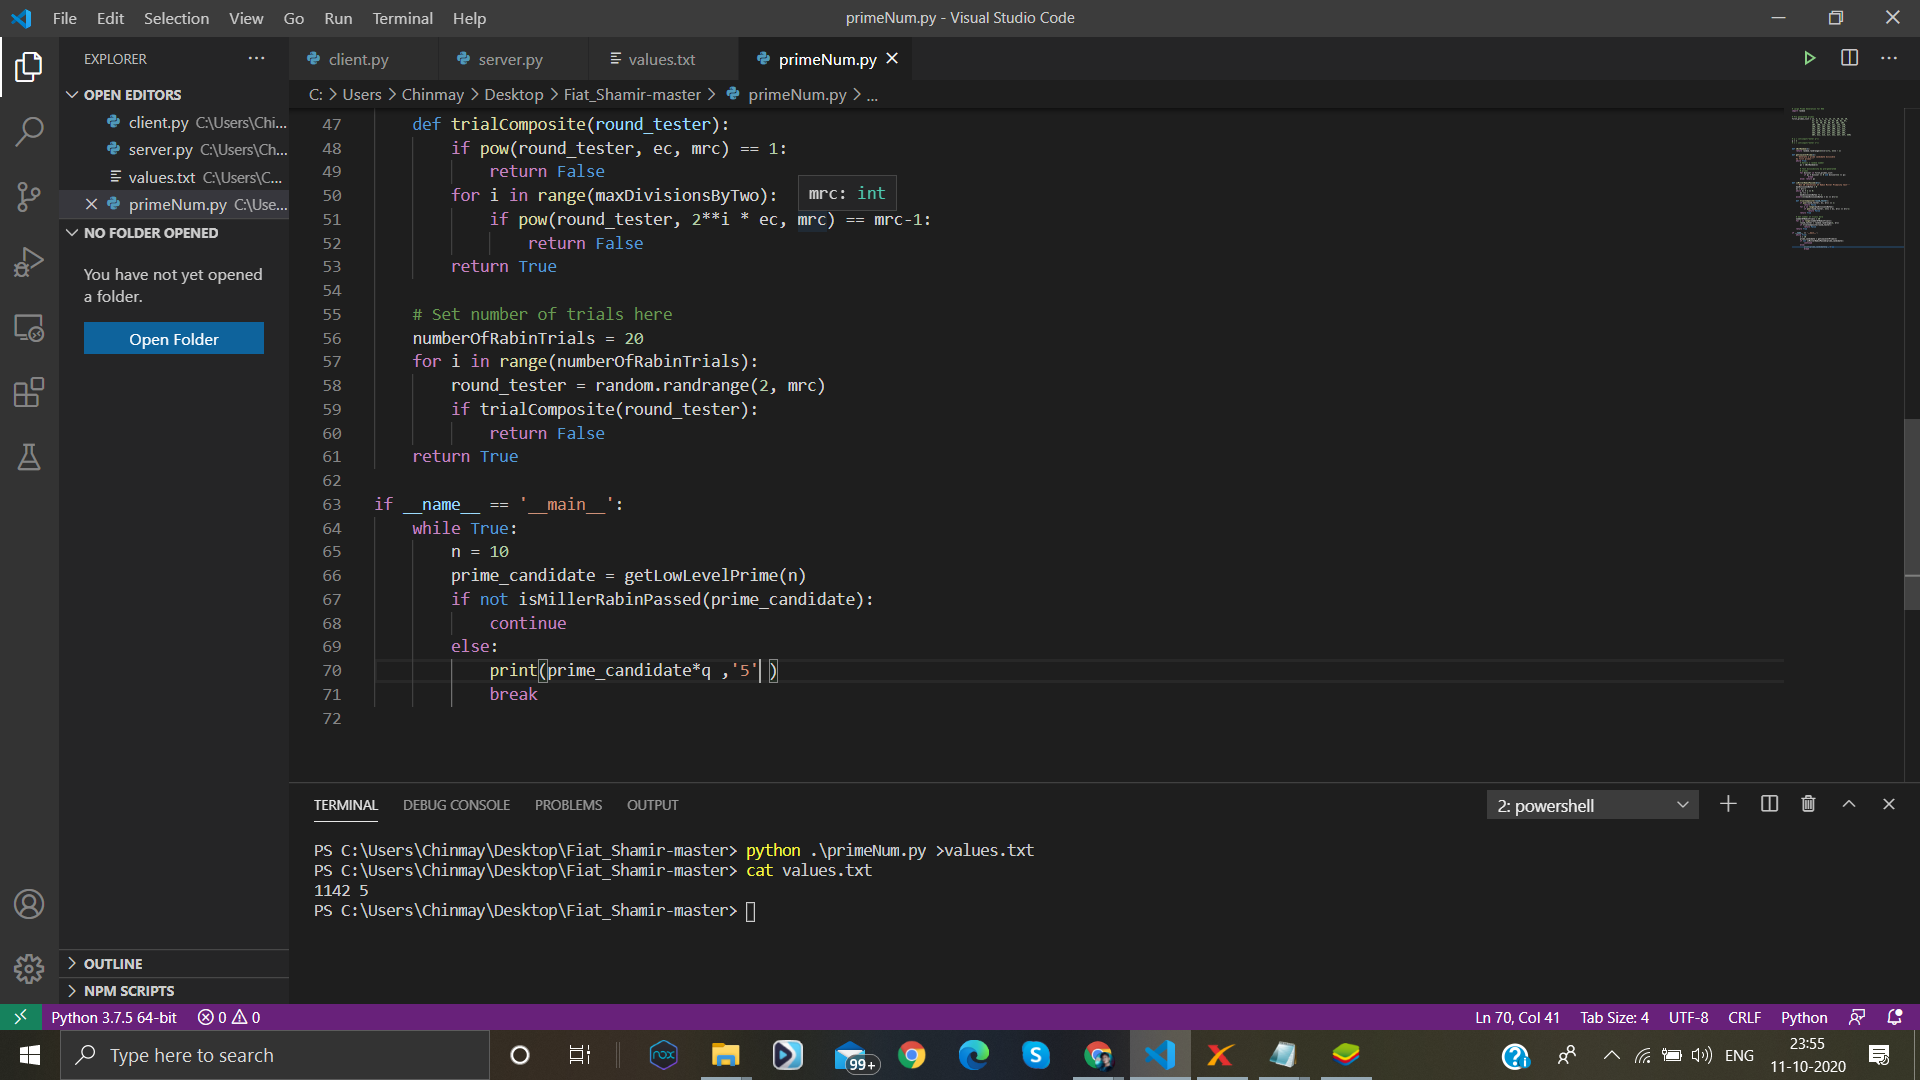 File Edit Selection View Go Run Terminal Help
primeNum.py - Visual Studio Code
EXPLORER
OPEN EDITORS
client.py C:\Users\Chi...
server.py C:\Users\Ch...
values.txt C:\Users\C...
primeNum.py C:\Use...
NO FOLDER OPENED
You have not yet opened
a folder.
Open Folder
OUTLINE
NPM SCRIPTS
client.py server.py values.txt primeNum.py
C: > Users > Chinmay > Desktop > Fiat_Shamir-master > primeNum.py > ...
47 def trialComposite(round_tester):
48 if pow(round_tester, ec, mrc) == 1:
49 return False
50 for i in range(maxDivisionsByTwo):
mrc: int
51 if pow(round_tester, 2**i * ec, mrc) == mrc-1:
52 return False
53 return True
54
55 # Set number of trials here
56 numberOfRabinTrials = 20
57 for i in range(numberOfRabinTrials):
58 round_tester = random.randrange(2, mrc)
59 if trialComposite(round_tester):
60 return False
61 return True
62
63 if __name__ == '__main__':
64 while True:
65 n = 10
66 prime_candidate = getLowLevelPrime(n)
67 if not isMillerRabinPassed(prime_candidate):
68 continue
69 else:
70 print(prime_candidate*q ,'5' )
71 break
72
TERMINAL DEBUG CONSOLE PROBLEMS OUTPUT
2: powershell
PS C:\Users\Chinmay\Desktop\Fiat_Shamir-master> python .\primeNum.py >values.txt
PS C:\Users\Chinmay\Desktop\Fiat_Shamir-master> cat values.txt
1142 5
PS C:\Users\Chinmay\Desktop\Fiat_Shamir-master>
Python 3.7.5 64-bit 0 0
Ln 70, Col 41 Tab Size: 4 UTF-8 CRLF Python
Type here to search
nox
99+
ENG
23:55
11-10-2020